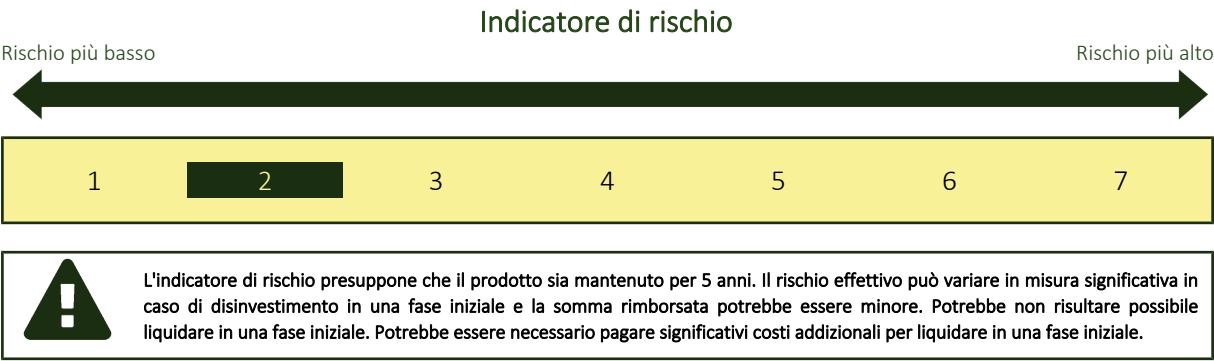 Indicatore di rischio
Rischio più basso
Rischio più alto
1 2 3 4 5 6 7
L'indicatore di rischio presuppone che il prodotto sia mantenuto per 5 anni. Il rischio effettivo può variare in misura significativa in
caso di disinvestimento in una fase iniziale e la somma rimborsata potrebbe essere minore. Potrebbe non risultare possibile
liquidare in una fase iniziale. Potrebbe essere necessario pagare significativi costi addizionali per liquidare in una fase iniziale.